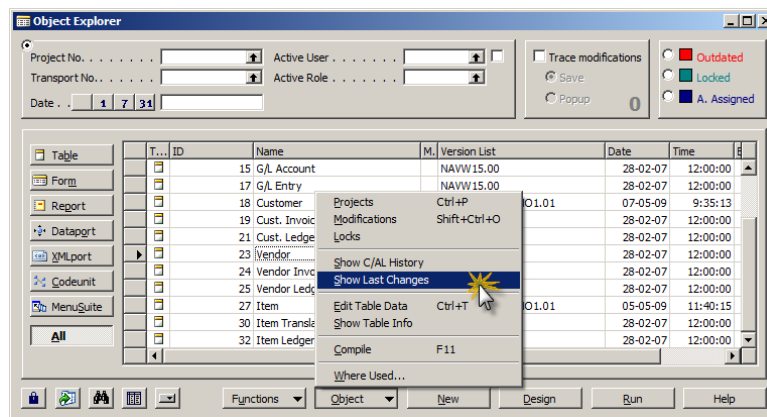 Object Explorer
Project No. . . . . . . . Active User . . . . . . . Trace modifications Outdated
Transport No. . . . . . . Active Role . . . . . . . Save Locked
Date . . 1 7 31 Popup 0 A. Assigned
T... ID Name M. Version List Date Time
Table 15 G/L Account NAVW15.00 28-02-07 12:00:00
Form 17 G/L Entry NAVW15.00 28-02-07 12:00:00
Report 18 Customer Projects Ctrl+P 01.01 07-05-09 9:35:13
19 Cust. Invoic Modifications Shift+Ctrl+O 28-02-07 12:00:00
Dataport 21 Cust. Ledge Locks 28-02-07 12:00:00
XMLport 23 Vendor 28-02-07 12:00:00
Show C/AL History
Codeunit 24 Vendor Invo Show Last Changes 28-02-07 12:00:00
25 Vendor Ledg 28-02-07 12:00:00
MenuSuite 27 Item Edit Table Data Ctrl+T 01.01 05-05-09 11:40:15
All 30 Item Transla Show Table Info 28-02-07 12:00:00
32 Item Ledger 28-02-07 12:00:00
Compile F11
Where Used...
Functions Object New Design Run Help